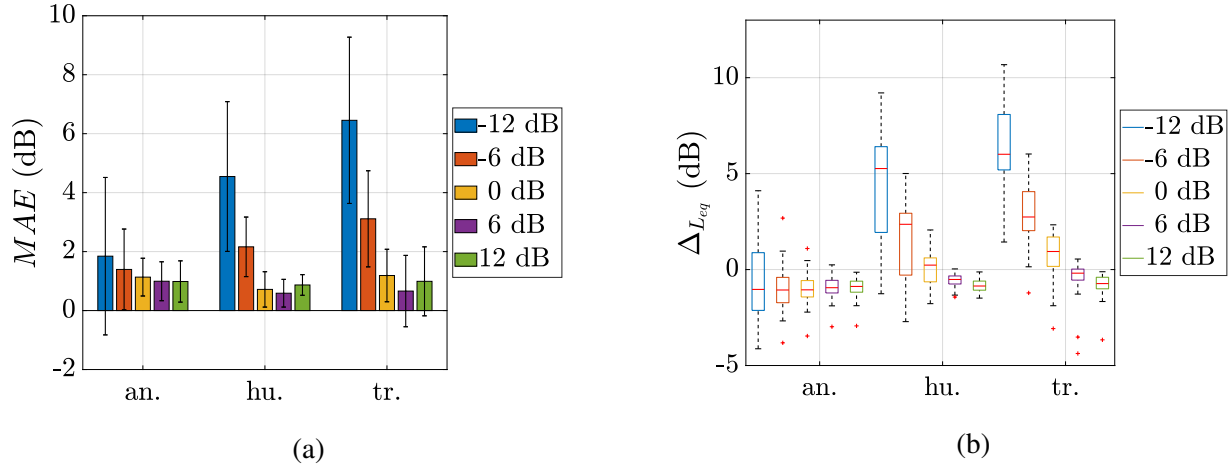 10
8
6
4
2
0
-2
MAE (dB)
an. hu. tr.
-12 dB
-6 dB
0 dB
6 dB
12 dB
(a)
10
5
0
-5
Δ_{L_{eq}} (dB)
an. hu. tr.
-12 dB
-6 dB
0 dB
6 dB
12 dB
(b)